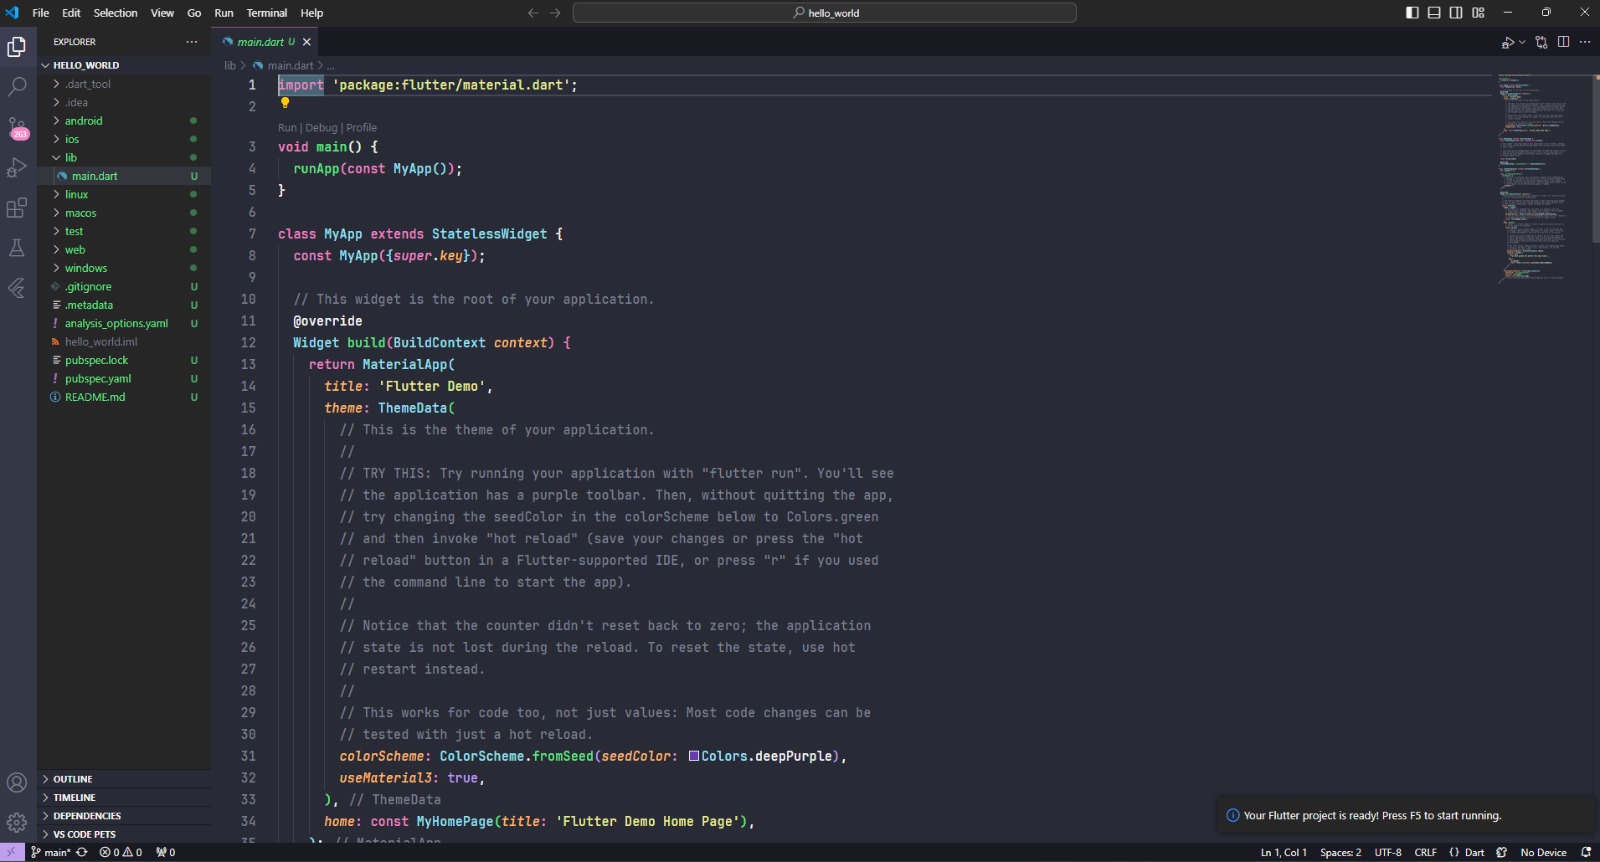 File Edit Selection View Go Run Terminal Help
hello_world
EXPLORER
HELLO_WORLD
.dart_tool
.idea
android
ios
lib
main.dart U
linux
macos
test
web
windows
.gitignore U
.metadata U
! analysis_options.yaml U
hello_world.iml
pubspec.lock U
! pubspec.yaml U
README.md U
OUTLINE
TIMELINE
DEPENDENCIES
VS CODE PETS
263
main.dart U
lib > main.dart > ...
1 import 'package:flutter/material.dart';
2
Run | Debug | Profile
3 void main() {
4 runApp(const MyApp());
5 }
6
7 class MyApp extends StatelessWidget {
8 const MyApp({super.key});
9
10 // This widget is the root of your application.
11 @override
12 Widget build(BuildContext context) {
13 return MaterialApp(
14 title: 'Flutter Demo',
15 theme: ThemeData(
16 // This is the theme of your application.
17 //
18 // TRY THIS: Try running your application with "flutter run". You'll see
19 // the application has a purple toolbar. Then, without quitting the app,
20 // try changing the seedColor in the colorScheme below to Colors.green
21 // and then invoke "hot reload" (save your changes or press the "hot
22 // reload" button in a Flutter-supported IDE, or press "r" if you used
23 // the command line to start the app).
24 //
25 // Notice that the counter didn't reset back to zero; the application
26 // state is not lost during the reload. To reset the state, use hot
27 // restart instead.
28 //
29 // This works for code too, not just values: Most code changes can be
30 // tested with just a hot reload.
31 colorScheme: ColorScheme.fromSeed(seedColor: Colors.deepPurple),
32 useMaterial3: true,
33 ), // ThemeData
34 home: const MyHomePage(title: 'Flutter Demo Home Page'),
35 ); // MaterialApp
Your Flutter project is ready! Press F5 to start running.
main* 0 0 0 Ln 1, Col 1 Spaces: 2 UTF-8 CRLF {} Dart No Device